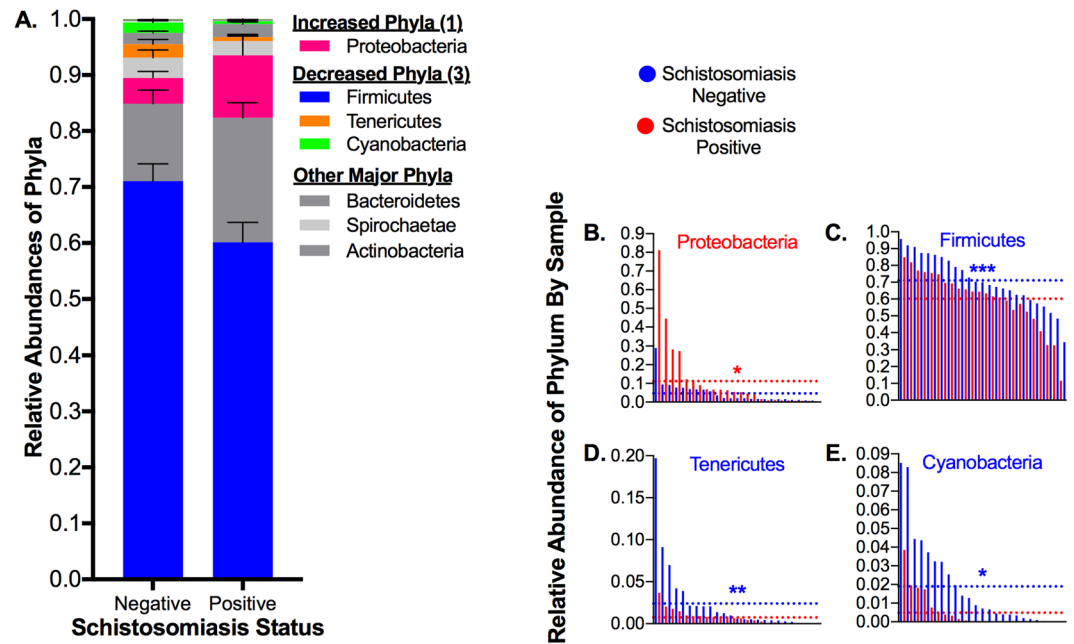 A.
Relative Abundances of Phyla
1.0
0.9
0.8
0.7
0.6
0.5
0.4
0.3
0.2
0.1
0.0
Negative
Positive
Schistosomiasis Status
Increased Phyla (1)
Proteobacteria
Decreased Phyla (3)
Firmicutes
Tenericutes
Cyanobacteria
Other Major Phyla
Bacteroidetes
Spirochaetae
Actinobacteria
Schistosomiasis
Negative
Schistosomiasis
Positive
Relative Abundance of Phylum By Sample
B.
Proteobacteria
0.9
0.8
0.7
0.6
0.5
0.4
0.3
0.2
0.1
0.0
*
C.
Firmicutes
1.0
0.9
0.8
0.7
0.6
0.5
0.4
0.3
0.2
0.1
0.0
***
D.
Tenericutes
0.20
0.15
0.10
0.05
0.00
**
E.
Cyanobacteria
0.09
0.08
0.07
0.06
0.05
0.04
0.03
0.02
0.01
0.00
*